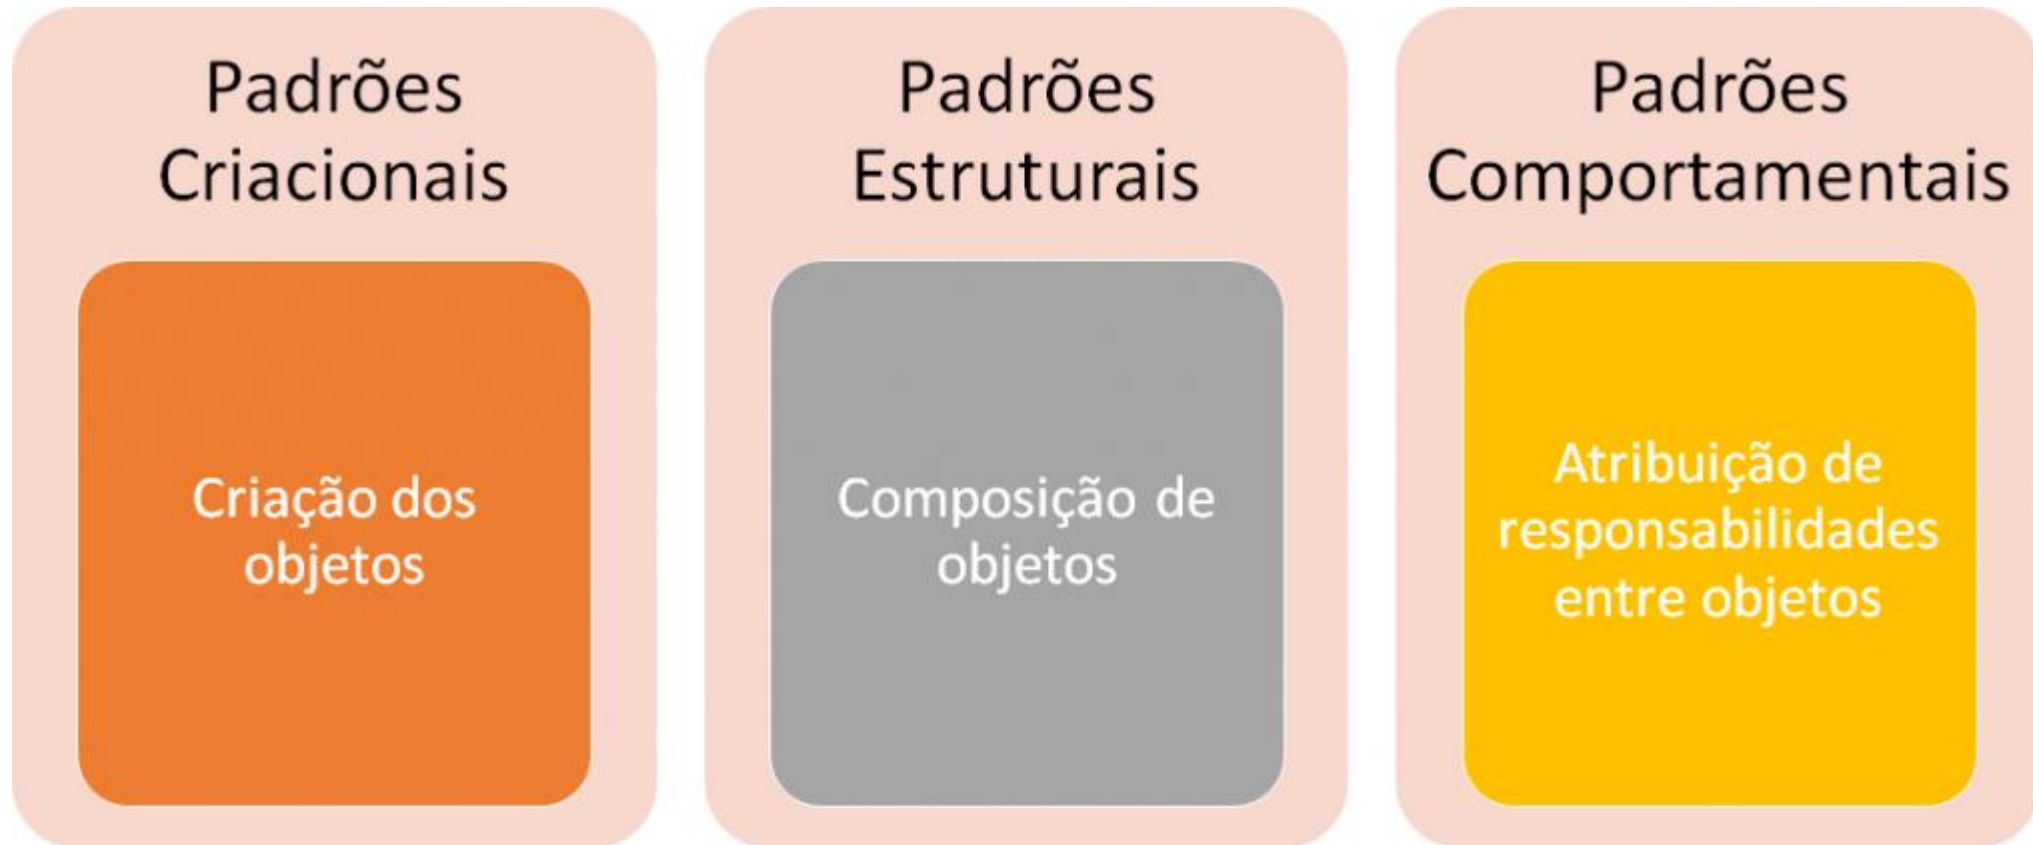 Padrões
Criacionais
Criação dos
objetos
Padrões
Estruturais
Composição de
objetos
Padrões
Comportamentais
Atribuição de
responsabilidades
entre objetos